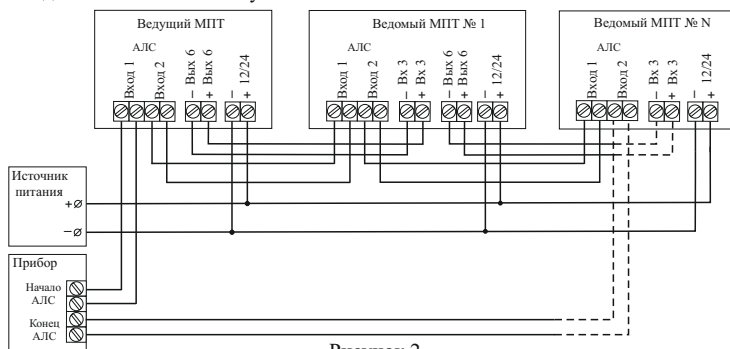 Ведущий МПТ
АЛС
Вход 1
Вход 2
− Вых 6
+ Вых 6
−
+ 12/24
Ведомый МПТ № 1
АЛС
Вход 1
Вход 2
− Вх 3
+ Вх 3
− Вых 6
+ Вых 6
−
+ 12/24
Ведомый МПТ № N
АЛС
Вход 1
Вход 2
− Вх 3
+ Вх 3
−
+ 12/24
Источник
питания
+
−
Прибор
Начало
АЛС
Конец
АЛС